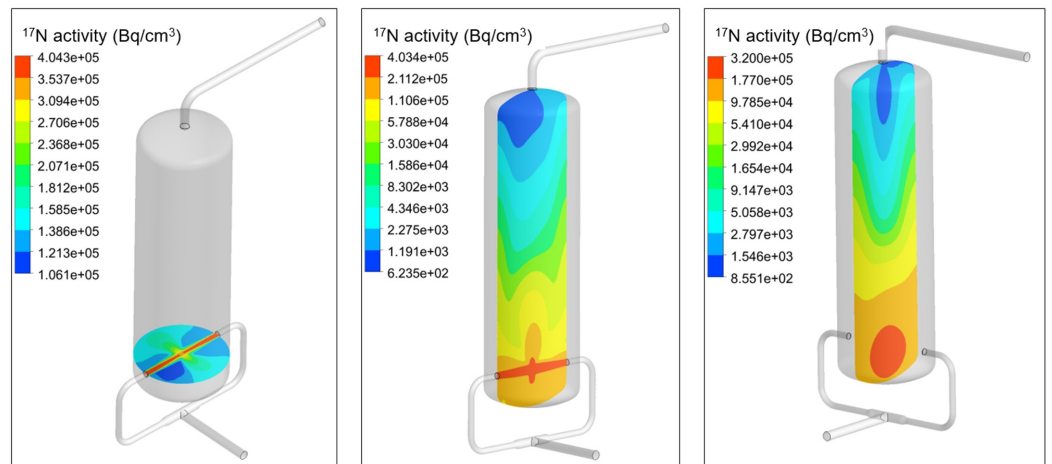 ¹⁷N activity (Bq/cm³)
4.043e+05
3.537e+05
3.094e+05
2.706e+05
2.368e+05
2.071e+05
1.812e+05
1.585e+05
1.386e+05
1.213e+05
1.061e+05
¹⁷N activity (Bq/cm³)
4.034e+05
2.112e+05
1.106e+05
5.788e+04
3.030e+04
1.586e+04
8.302e+03
4.346e+03
2.275e+03
1.191e+03
6.235e+02
¹⁷N activity (Bq/cm³)
3.200e+05
1.770e+05
9.785e+04
5.410e+04
2.992e+04
1.654e+04
9.147e+03
5.058e+03
2.797e+03
1.546e+03
8.551e+02